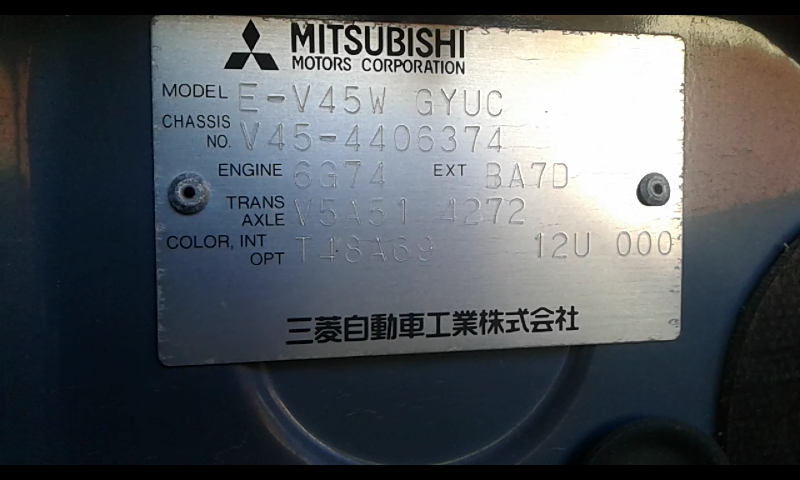 MITSUBISHI
MOTORS CORPORATION
MODEL E-V45W GYUC
CHASSIS NO. V45-4406374
ENGINE 6G74 EXT BA7D
TRANS AXLE V5A51 4272
COLOR, INT OPT T48A69 12U 000
三菱自動車工業株式会社